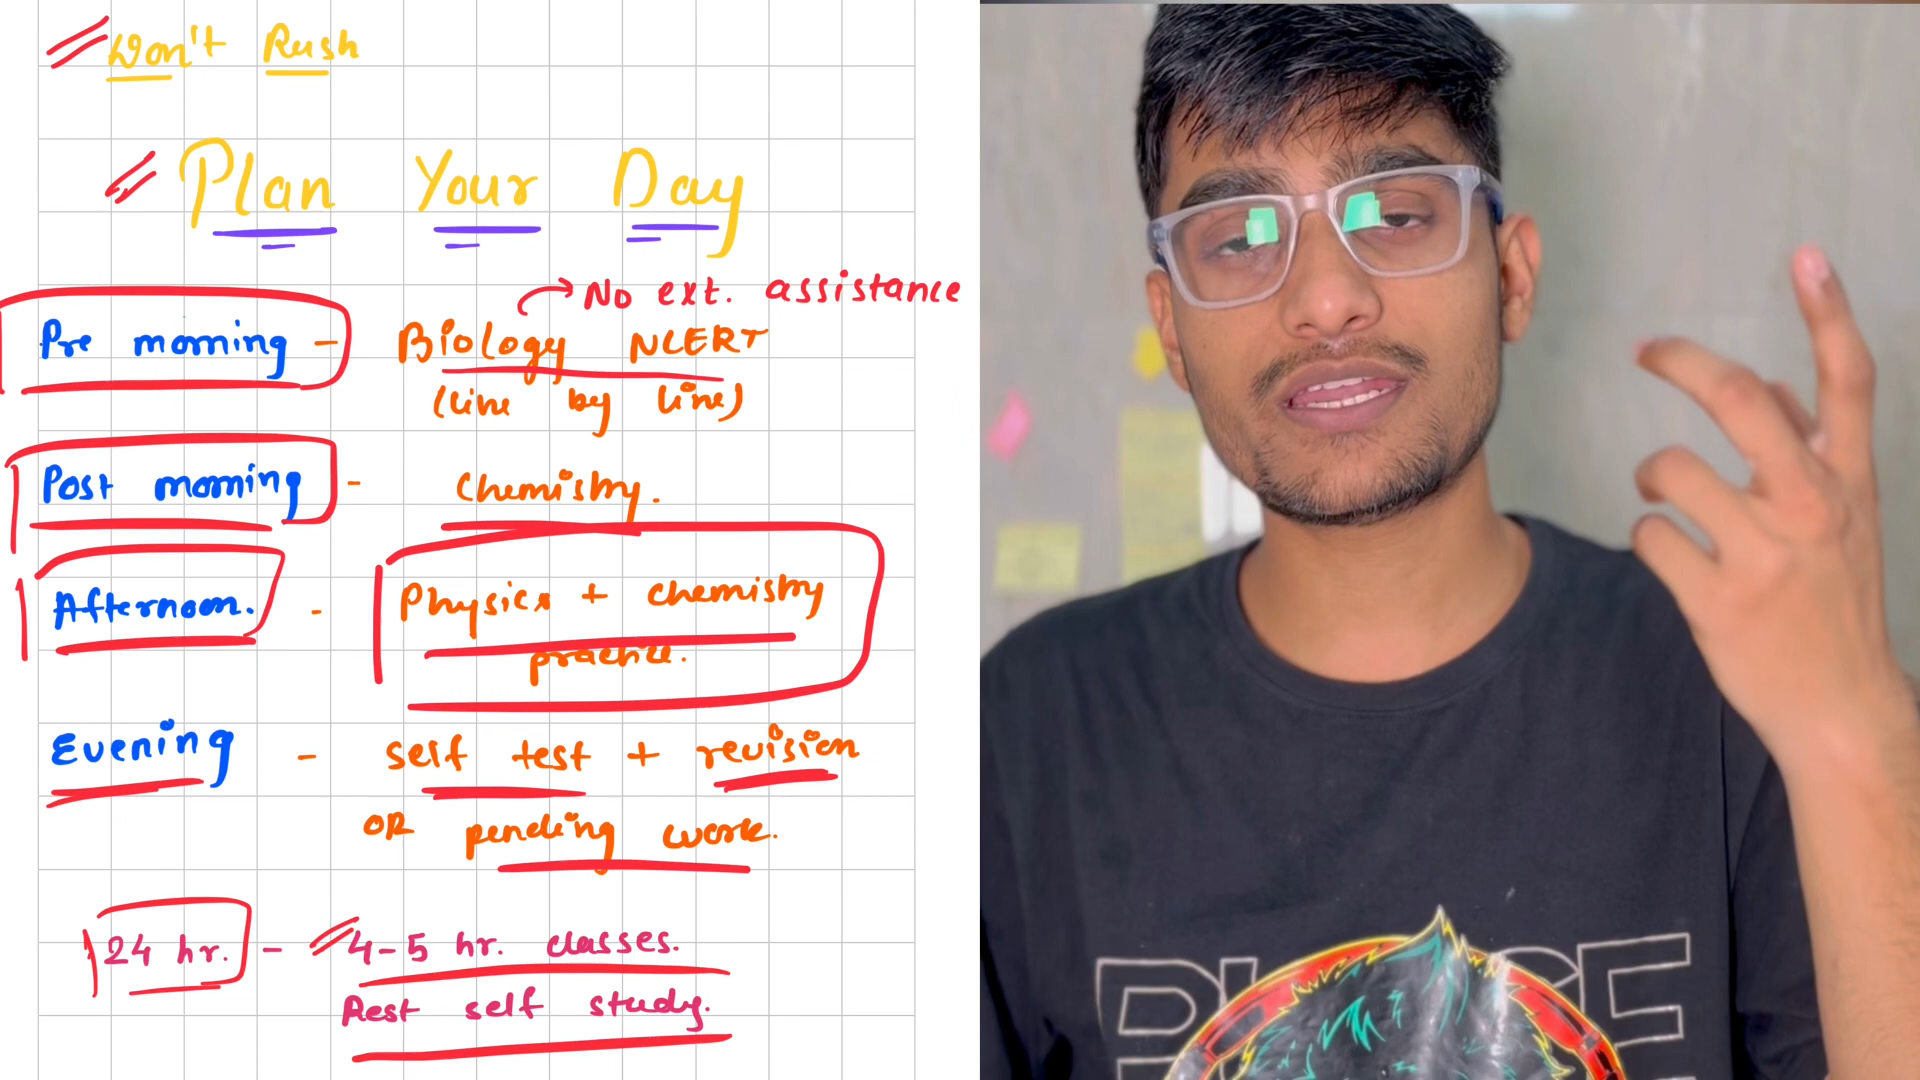 Don't Rush
Plan Your Day
→ No ext. assistance
Pre morning - Biology NCERT
(line by line)
Post morning - Chemistry.
Afternoon. - Physics + chemistry
practice.
Evening - self test + revision
OR pending work.
24 hr. - 4-5 hr. classes.
Rest self study.